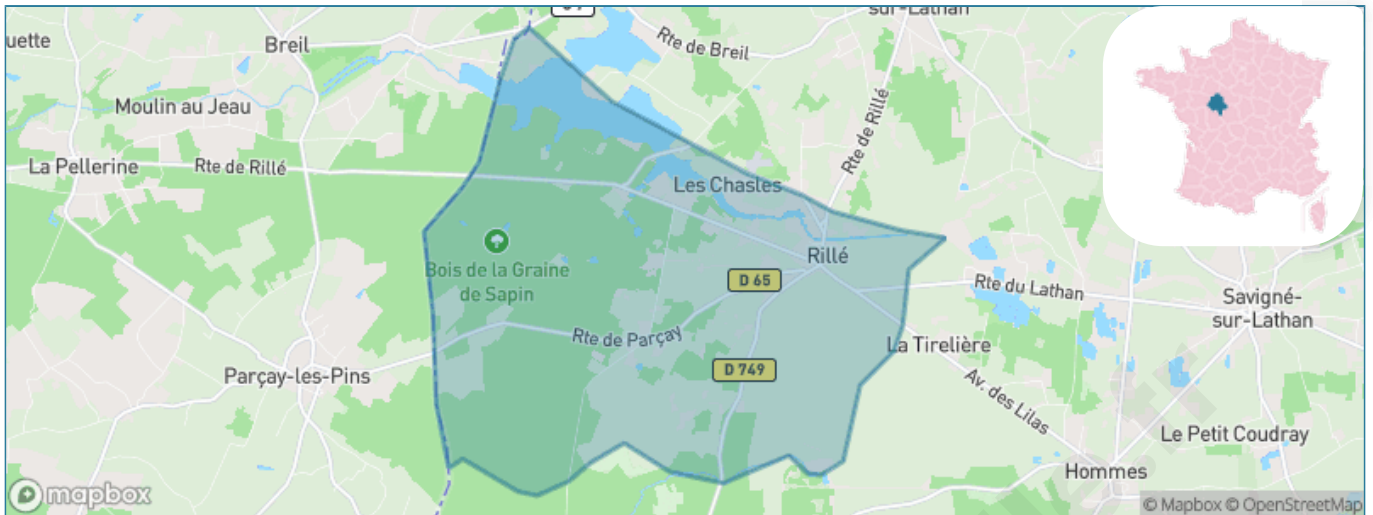 uette
Breil
sur-Lathan
Rte de Breil
Moulin au Jeau
Rte de Rillé
La Pellerine
Rte de Rillé
Les Chasles
Bois de la Graine
de Sapin
Rillé
D 65
Rte du Lathan
Savigné-
sur-Lathan
Rte de Parçay
La Tirelière
D 749
Parçay-les-Pins
Av. des Lilas
Le Petit Coudray
Hommes
mapbox
© Mapbox © OpenStreetMap